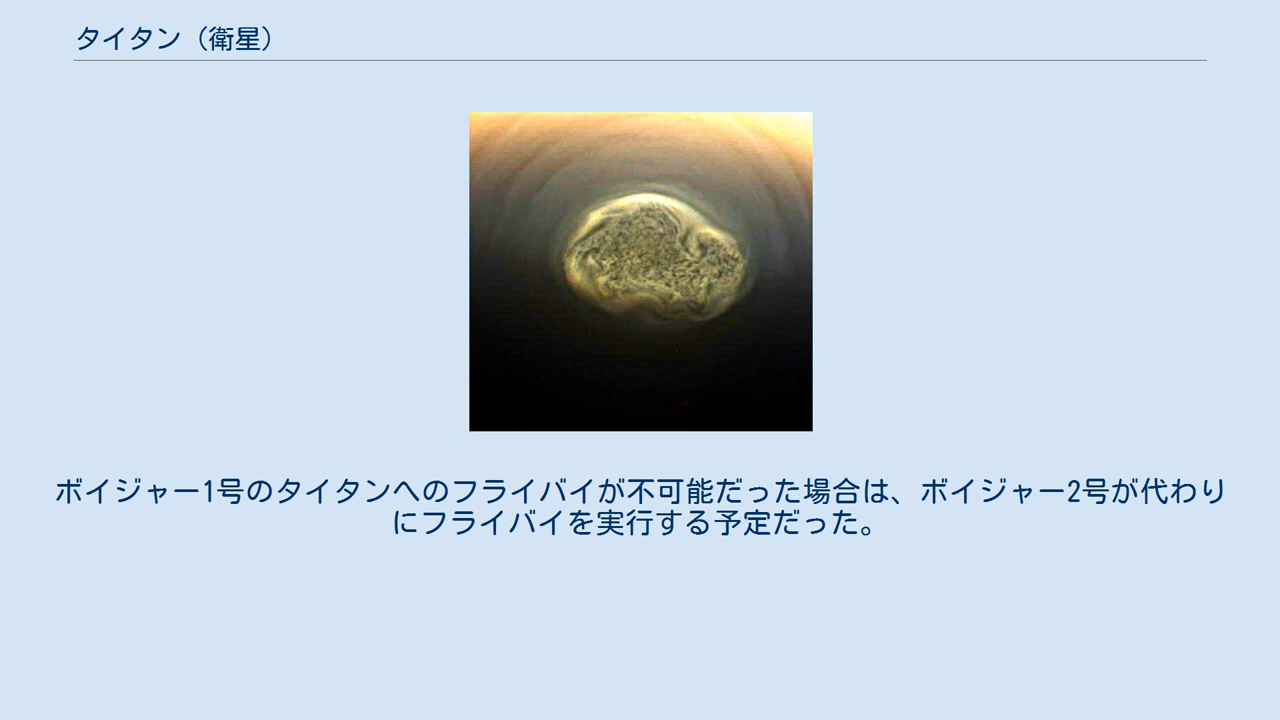 タイタン（衛星）
ボイジャー1号のタイタンへのフライバイが不可能だった場合は、ボイジャー2号が代わり
にフライバイを実行する予定だった。